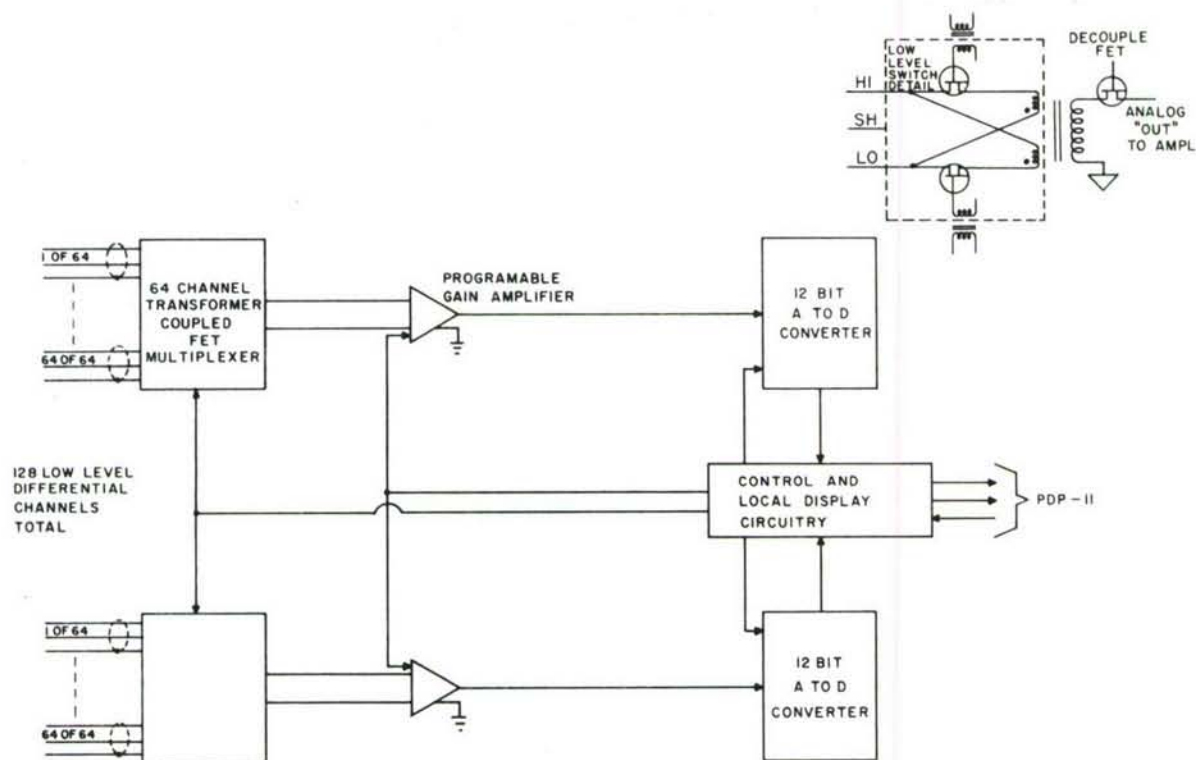 LOW
LEVEL
SWITCH
DETAIL
HI
SH
LO
DECOUPLE
FET
ANALOG
"OUT"
TO AMPL
1 OF 64
64 OF 64
64 CHANNEL
TRANSFORMER
COUPLED
FET
MULTIPLEXER
PROGRAMABLE
GAIN AMPLIFIER
12 BIT
A TO D
CONVERTER
128 LOW LEVEL
DIFFERENTIAL
CHANNELS
TOTAL
CONTROL AND
LOCAL DISPLAY
CIRCUITRY
PDP-11
1 OF 64
64 OF 64
12 BIT
A TO D
CONVERTER